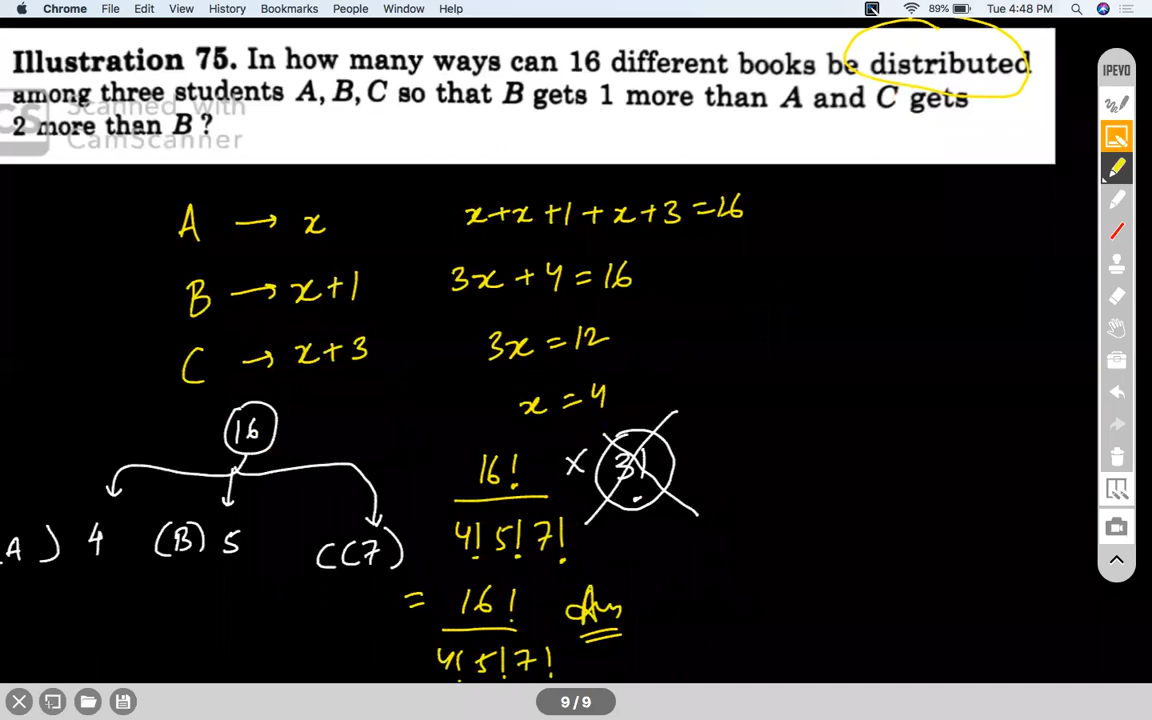 Chrome File Edit View History Bookmarks People Window Help 89% Tue 4:48 PM
Illustration 75. In how many ways can 16 different books be distributed
among three students A, B, C so that B gets 1 more than A and C gets
2 more than B ?
CS Scanned with
CamScanner
IPEVO
A → x x+x+1+x+3=16
B → x+1 3x+4=16
C → x+3 3x=12
x=4
16
16!/4!5!7! × 3!
A) 4 (B) 5 (C(7)
= 16!/4!5!7! Ans
9 / 9